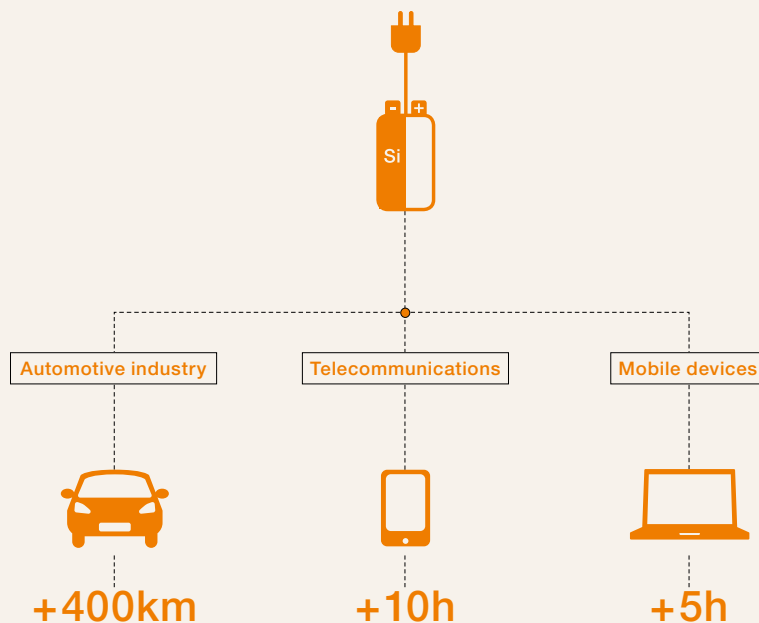 - +
Si
Automotive industry
Telecommunications
Mobile devices
+400km
+10h
+5h